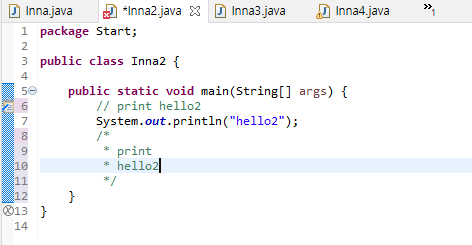 Inna.java *Inna2.java Inna3.java Inna4.java »1
1 package Start;
2
3 public class Inna2 {
4
5 public static void main(String[] args) {
6 // print hello2
7 System.out.println("hello2");
8 /*
9 * print
10 * hello2
11 */
12 }
13 }
14